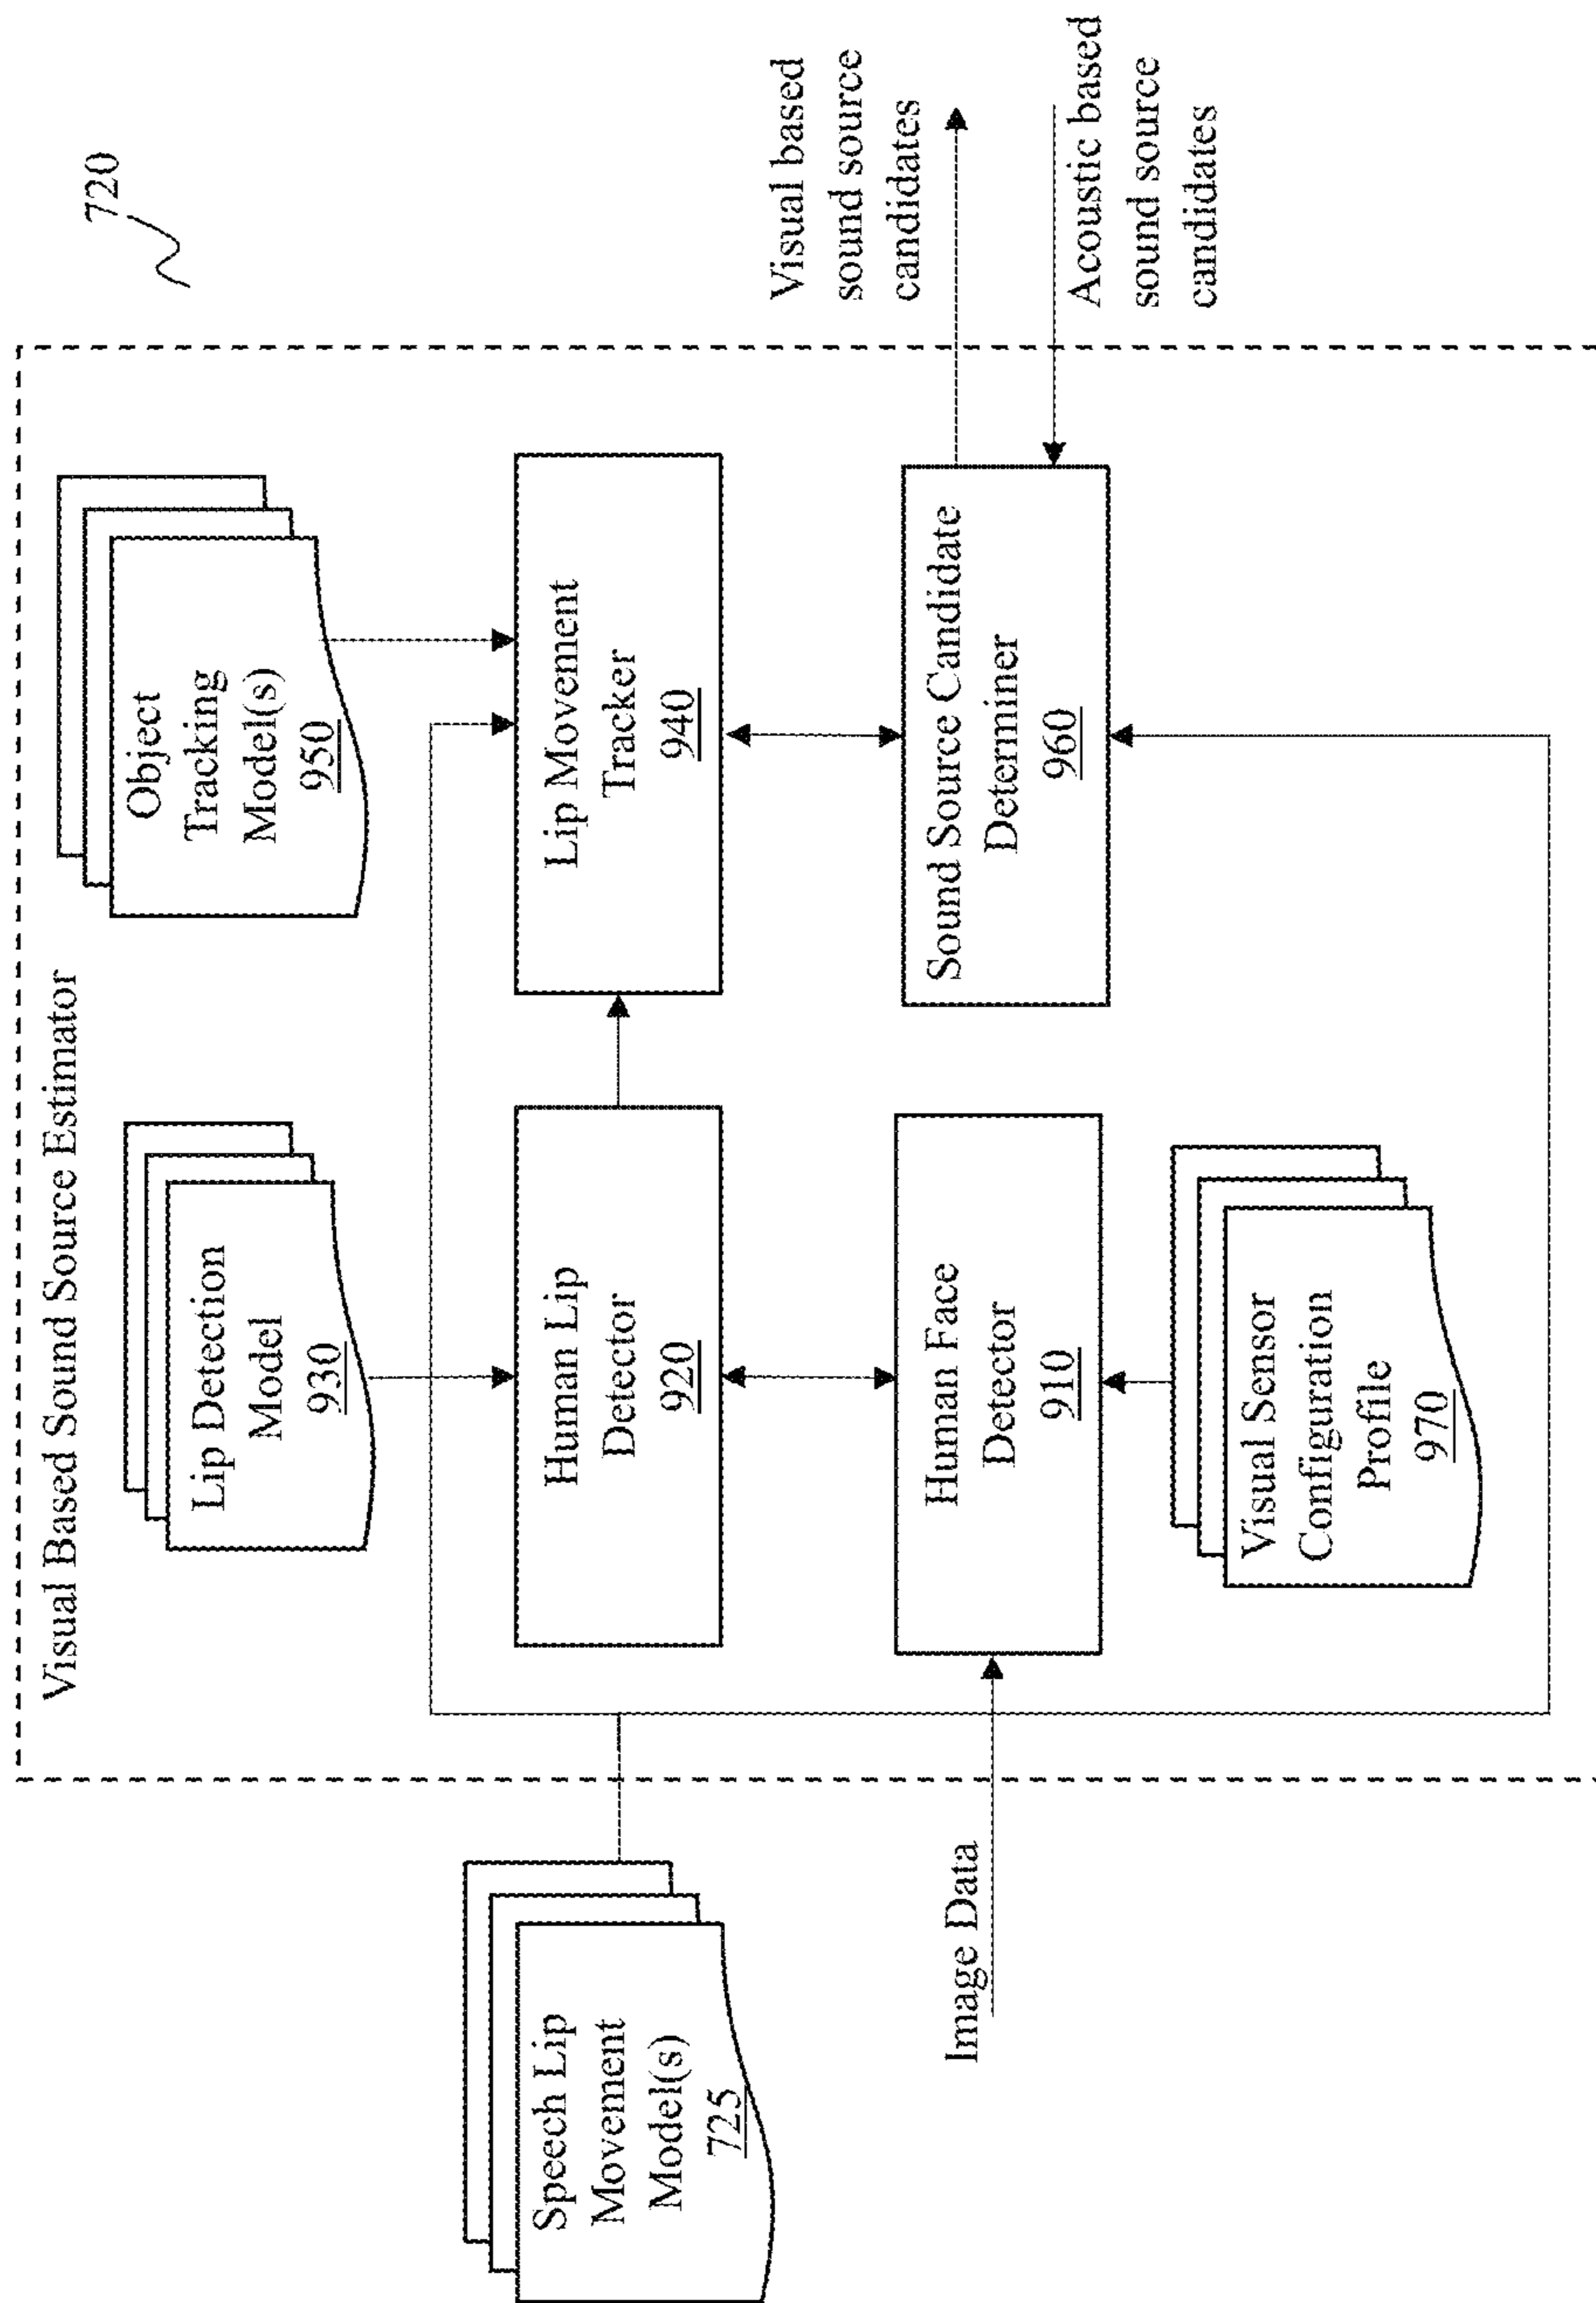 720
Visual Based Sound Source Estimator
Speech Lip
Movement
Model(s)
725
Lip Detection
Model
930
Object
Tracking
Model(s)
950
Human Lip
Detector
920
Lip Movement
Tracker
940
Image Data
Human Face
Detector
910
Sound Source Candidate
Determiner
960
Visual based
sound source
candidates
Acoustic based
sound source
candidates
Visual Sensor
Configuration
Profile
970